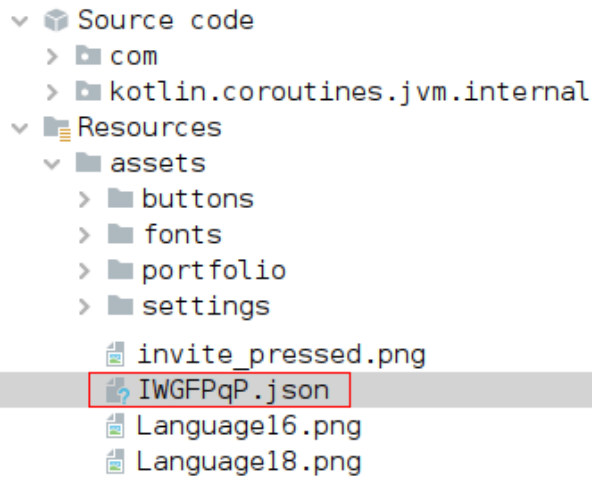 Source code
com
kotlin.coroutines.jvm.internal
Resources
assets
buttons
fonts
portfolio
settings
invite_pressed.png
IWGFPqP.json
Language16.png
Language18.png